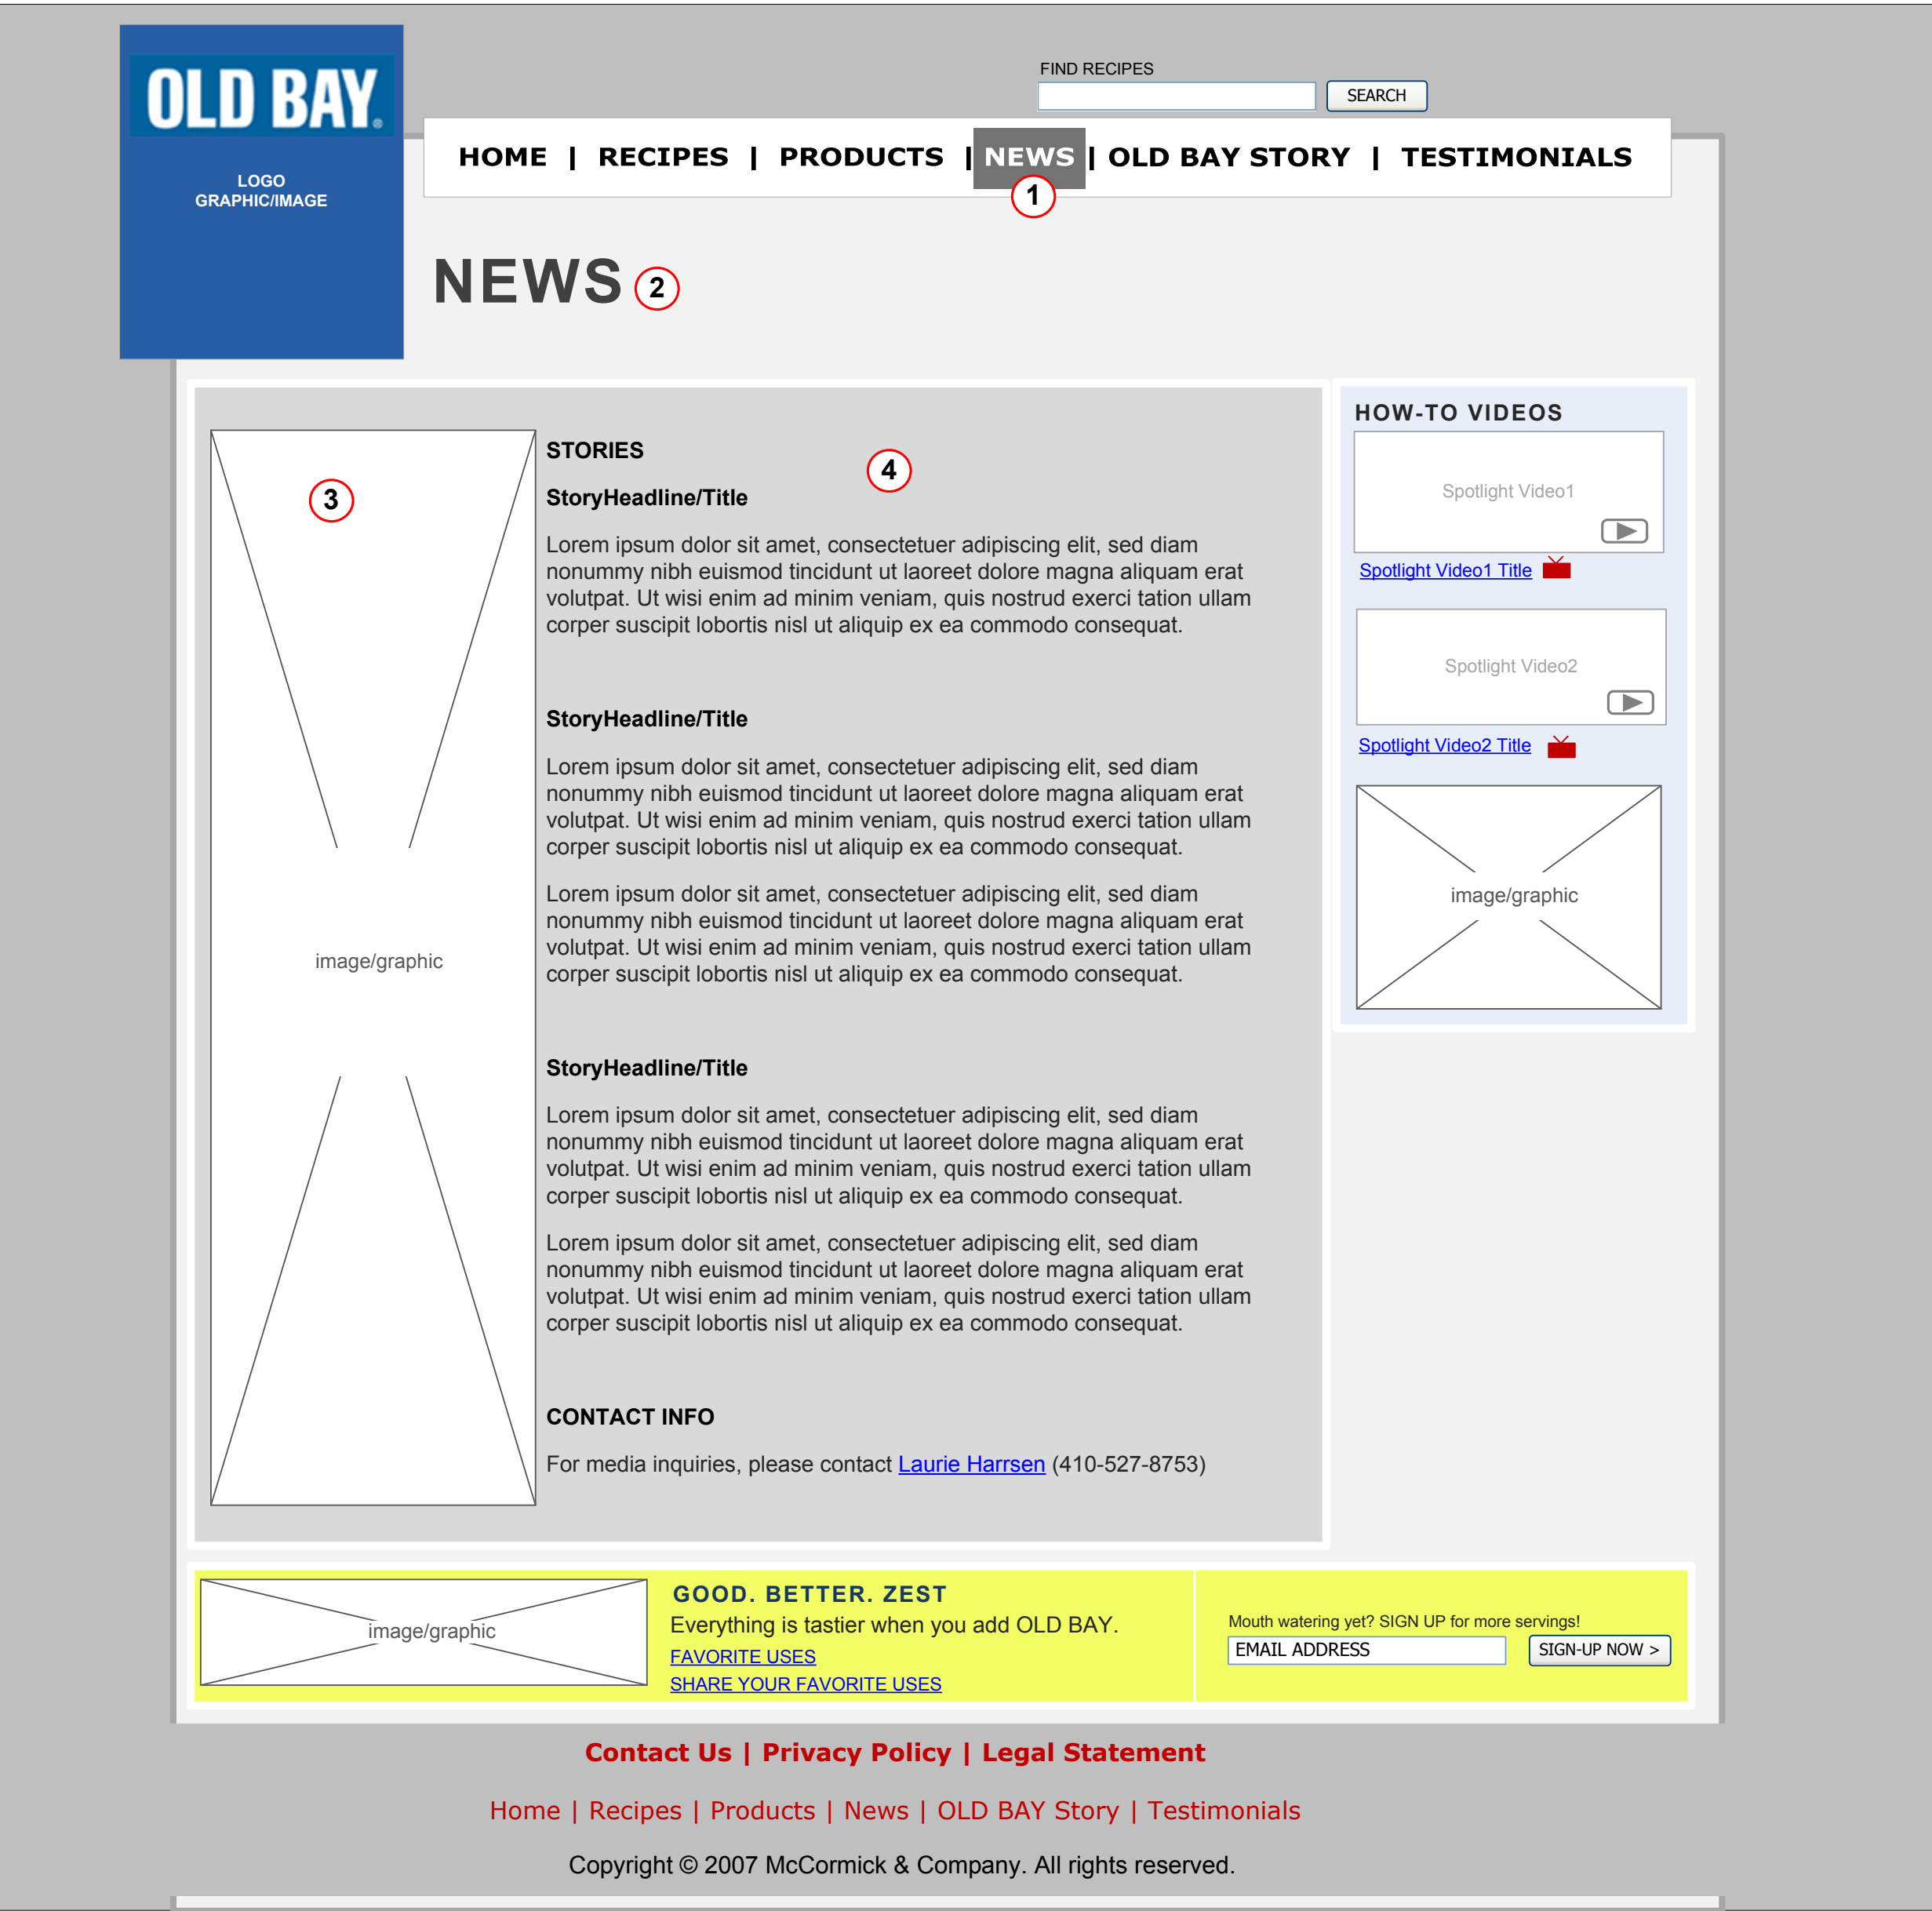 OLD BAY®
LOGO
GRAPHIC/IMAGE
FIND RECIPES
SEARCH
HOME | RECIPES | PRODUCTS | NEWS | OLD BAY STORY | TESTIMONIALS
1
NEWS 2
3
4
STORIES
StoryHeadline/Title
Lorem ipsum dolor sit amet, consectetuer adipiscing elit, sed diam
nonummy nibh euismod tincidunt ut laoreet dolore magna aliquam erat
volutpat. Ut wisi enim ad minim veniam, quis nostrud exerci tation ullam
corper suscipit lobortis nisl ut aliquip ex ea commodo consequat.
StoryHeadline/Title
Lorem ipsum dolor sit amet, consectetuer adipiscing elit, sed diam
nonummy nibh euismod tincidunt ut laoreet dolore magna aliquam erat
volutpat. Ut wisi enim ad minim veniam, quis nostrud exerci tation ullam
corper suscipit lobortis nisl ut aliquip ex ea commodo consequat.
Lorem ipsum dolor sit amet, consectetuer adipiscing elit, sed diam
nonummy nibh euismod tincidunt ut laoreet dolore magna aliquam erat
volutpat. Ut wisi enim ad minim veniam, quis nostrud exerci tation ullam
corper suscipit lobortis nisl ut aliquip ex ea commodo consequat.
image/graphic
StoryHeadline/Title
Lorem ipsum dolor sit amet, consectetuer adipiscing elit, sed diam
nonummy nibh euismod tincidunt ut laoreet dolore magna aliquam erat
volutpat. Ut wisi enim ad minim veniam, quis nostrud exerci tation ullam
corper suscipit lobortis nisl ut aliquip ex ea commodo consequat.
Lorem ipsum dolor sit amet, consectetuer adipiscing elit, sed diam
nonummy nibh euismod tincidunt ut laoreet dolore magna aliquam erat
volutpat. Ut wisi enim ad minim veniam, quis nostrud exerci tation ullam
corper suscipit lobortis nisl ut aliquip ex ea commodo consequat.
CONTACT INFO
For media inquiries, please contact Laurie Harrsen (410-527-8753)
HOW-TO VIDEOS
Spotlight Video1
Spotlight Video1 Title
Spotlight Video2
Spotlight Video2 Title
image/graphic
image/graphic
GOOD. BETTER. ZEST
Everything is tastier when you add OLD BAY.
FAVORITE USES
SHARE YOUR FAVORITE USES
Mouth watering yet? SIGN UP for more servings!
EMAIL ADDRESS
SIGN-UP NOW >
Contact Us | Privacy Policy | Legal Statement
Home | Recipes | Products | News | OLD BAY Story | Testimonials
Copyright © 2007 McCormick & Company. All rights reserved.